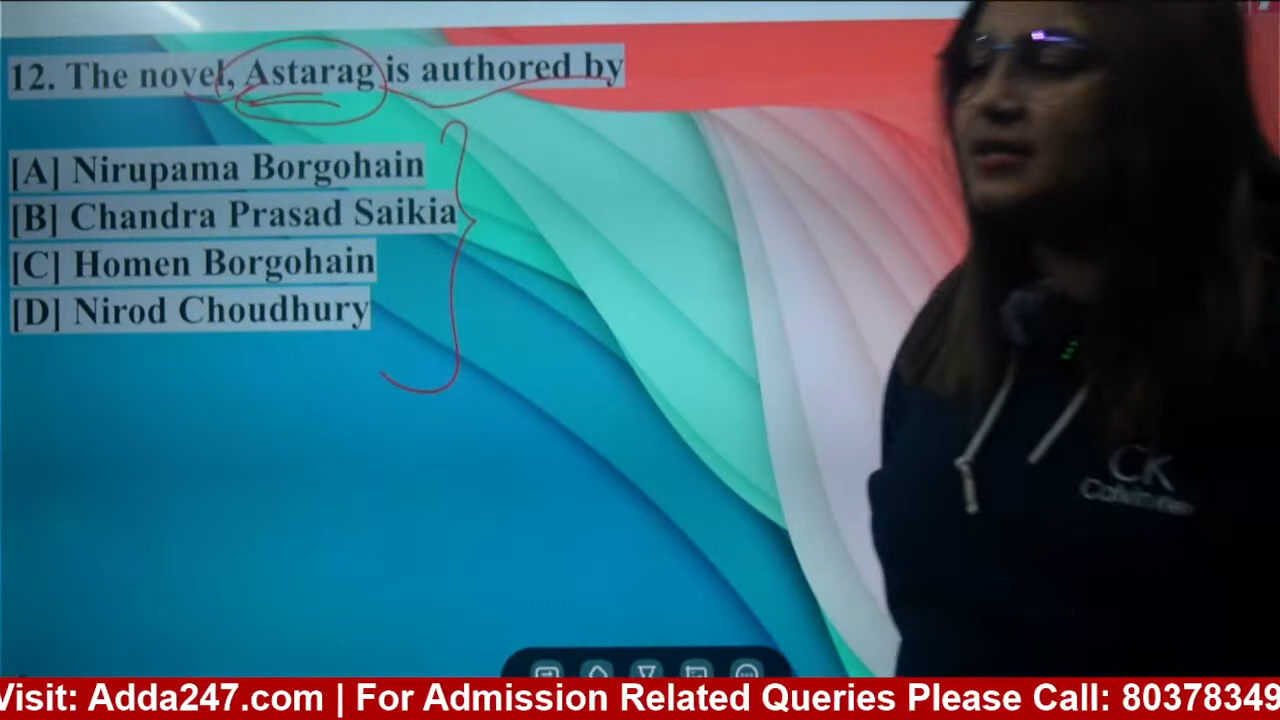 12. The novel, Astarag is authored by
[A] Nirupama Borgohain
[B] Chandra Prasad Saikia
[C] Homen Borgohain
[D] Nirod Choudhury
CK
Visit: Adda247.com | For Admission Related Queries Please Call: 80378349